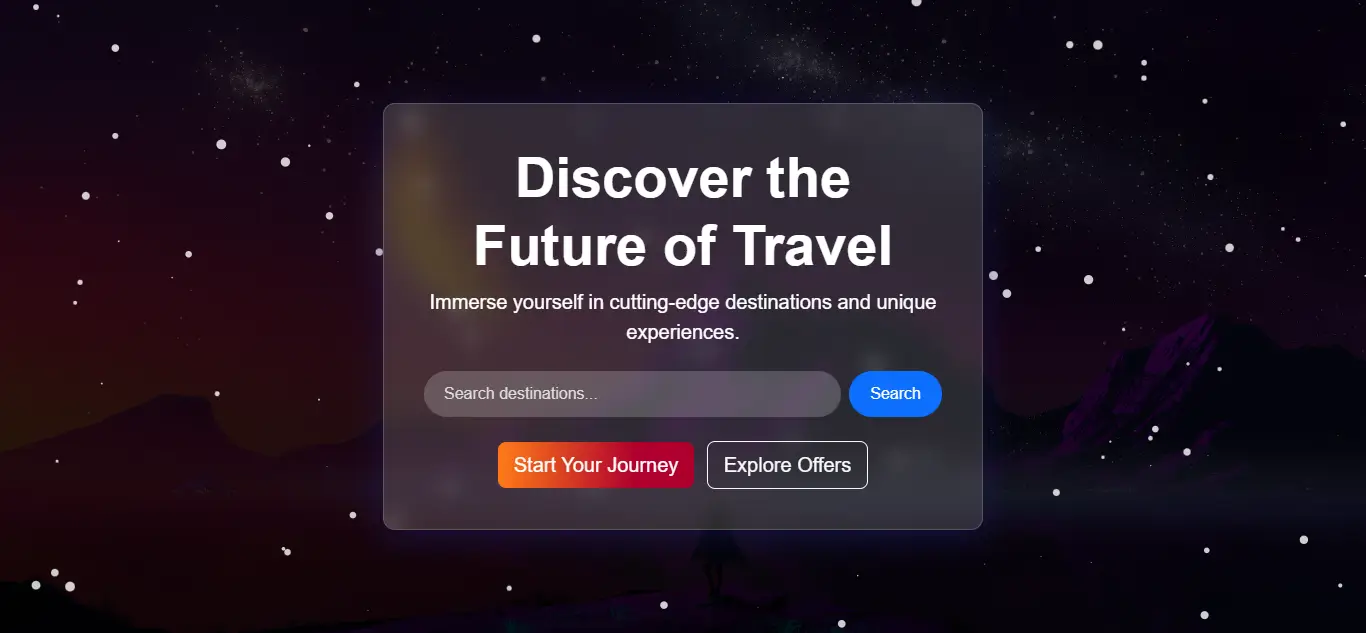 Discover the
Future of Travel
Immerse yourself in cutting-edge destinations and unique
experiences.
Search destinations...
Search
Start Your Journey
Explore Offers